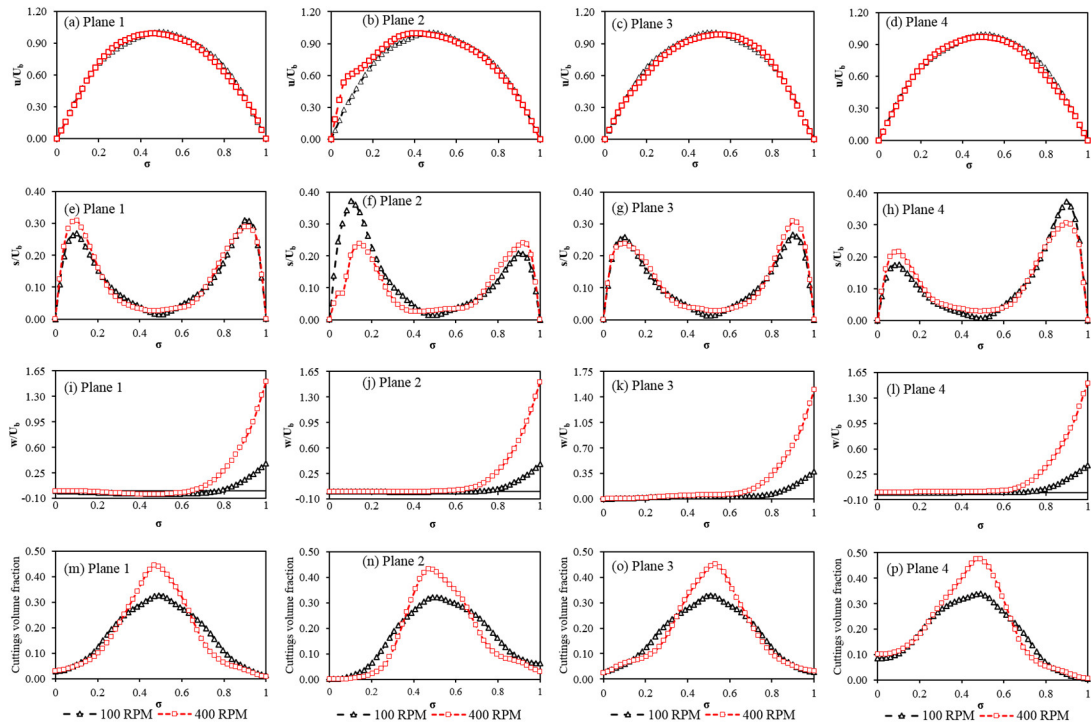 (a) Plane 1
(b) Plane 2
(c) Plane 3
(d) Plane 4
u/U_b
1.20
0.90
0.60
0.30
0.00
0 0.2 0.4 0.6 0.8 1
σ
u/U_b
1.20
0.90
0.60
0.30
0.00
0 0.2 0.4 0.6 0.8 1
σ
u/U_b
1.20
0.90
0.60
0.30
0.00
0 0.2 0.4 0.6 0.8 1
σ
u/U_b
1.20
0.90
0.60
0.30
0.00
0 0.2 0.4 0.6 0.8 1
σ
(e) Plane 1
(f) Plane 2
(g) Plane 3
(h) Plane 4
s/U_b
0.40
0.30
0.20
0.10
0.00
0 0.2 0.4 0.6 0.8 1
σ
s/U_b
0.40
0.30
0.20
0.10
0.00
0 0.2 0.4 0.6 0.8 1
σ
s/U_b
0.40
0.30
0.20
0.10
0.00
0 0.2 0.4 0.6 0.8 1
σ
s/U_b
0.40
0.30
0.20
0.10
0.00
0 0.2 0.4 0.6 0.8 1
σ
(i) Plane 1
(j) Plane 2
(k) Plane 3
(l) Plane 4
w/U_b
1.65
1.30
0.95
0.60
0.25
-0.10
0 0.2 0.4 0.6 0.8 1
σ
w/U_b
1.65
1.30
0.95
0.60
0.25
-0.10
0 0.2 0.4 0.6 0.8 1
σ
w/U_b
1.75
1.40
1.05
0.70
0.35
0.00
0 0.2 0.4 0.6 0.8 1
σ
w/U_b
1.65
1.30
0.95
0.60
0.25
-0.10
0 0.2 0.4 0.6 0.8 1
σ
(m) Plane 1
(n) Plane 2
(o) Plane 3
(p) Plane 4
Cuttings volume fraction
0.50
0.40
0.30
0.20
0.10
0.00
0 0.2 0.4 0.6 0.8 1
σ
Cuttings volume fraction
0.50
0.40
0.30
0.20
0.10
0.00
0 0.2 0.4 0.6 0.8 1
σ
Cuttings volume fraction
0.50
0.40
0.30
0.20
0.10
0.00
0 0.2 0.4 0.6 0.8 1
σ
Cuttings volume fraction
0.50
0.40
0.30
0.20
0.10
0.00
0 0.2 0.4 0.6 0.8 1
σ
100 RPM 400 RPM
100 RPM 400 RPM
100 RPM 400 RPM
100 RPM 400 RPM